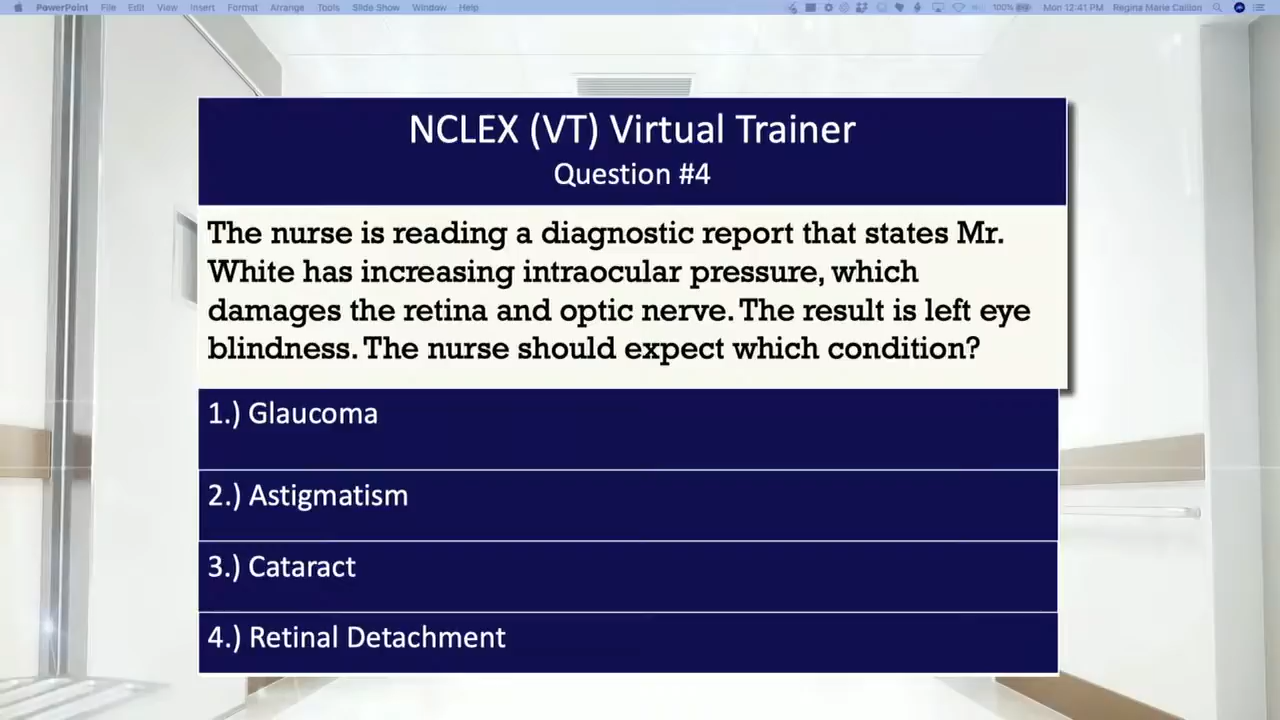 PowerPoint File Edit View Insert Format Arrange Tools Slide Show Window Help 100% Mon 12:41 PM Regina Marie Callion
NCLEX (VT) Virtual Trainer
Question #4
The nurse is reading a diagnostic report that states Mr.
White has increasing intraocular pressure, which
damages the retina and optic nerve. The result is left eye
blindness. The nurse should expect which condition?
1.) Glaucoma
2.) Astigmatism
3.) Cataract
4.) Retinal Detachment